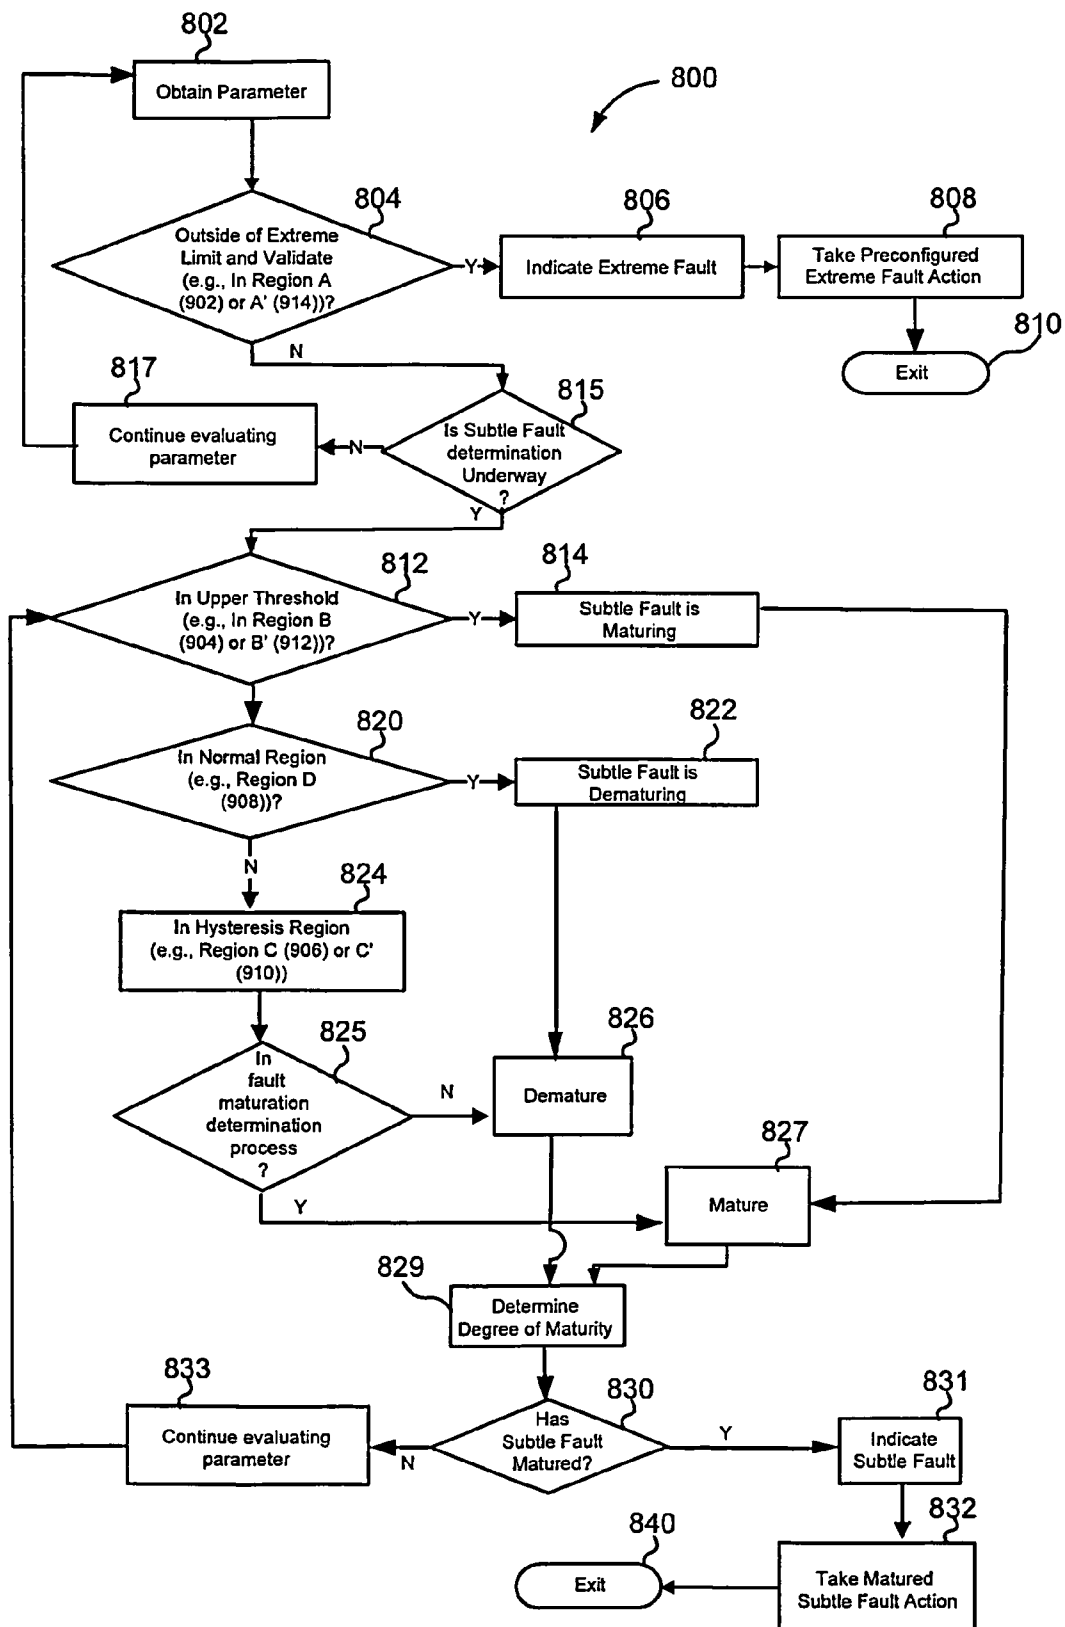 802
Obtain Parameter
800
804
Outside of Extreme
Limit and Validate
(e.g., In Region A
(902) or A' (914))?
Y
806
Indicate Extreme Fault
808
Take Preconfigured
Extreme Fault Action
810
Exit
N
817
Continue evaluating
parameter
N
815
Is Subtle Fault
determination
Underway
?
Y
812
In Upper Threshold
(e.g., In Region B
(904) or B' (912))?
Y
814
Subtle Fault is
Maturing
820
In Normal Region
(e.g., Region D
(908))?
Y
822
Subtle Fault is
Dematuring
N
824
In Hysteresis Region
(e.g., Region C (906) or C'
(910))
825
In
fault
maturation
determination
process
?
N
826
Demature
Y
827
Mature
829
Determine
Degree of Maturity
833
Continue evaluating
parameter
N
830
Has
Subtle Fault
Matured?
Y
831
Indicate
Subtle Fault
832
Take Matured
Subtle Fault Action
840
Exit